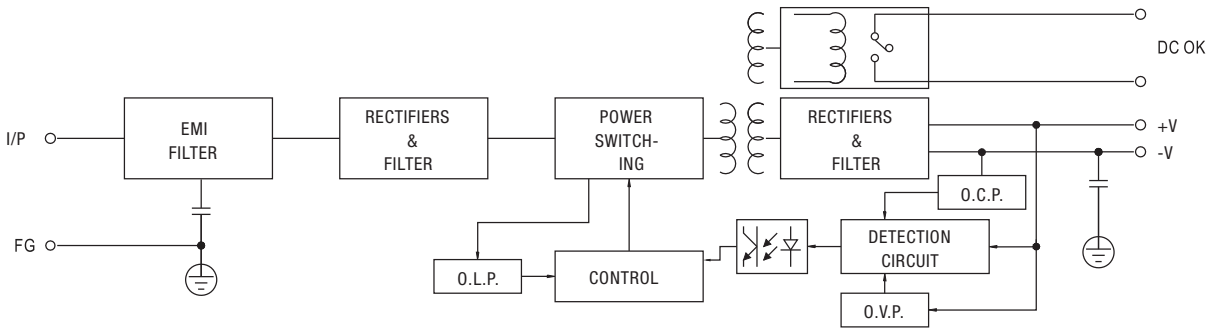 DC OK
I/P
EMI
FILTER
RECTIFIERS
&
FILTER
POWER
SWITCH-
ING
RECTIFIERS
&
FILTER
+V
-V
O.C.P.
FG
O.L.P.
CONTROL
DETECTION
CIRCUIT
O.V.P.